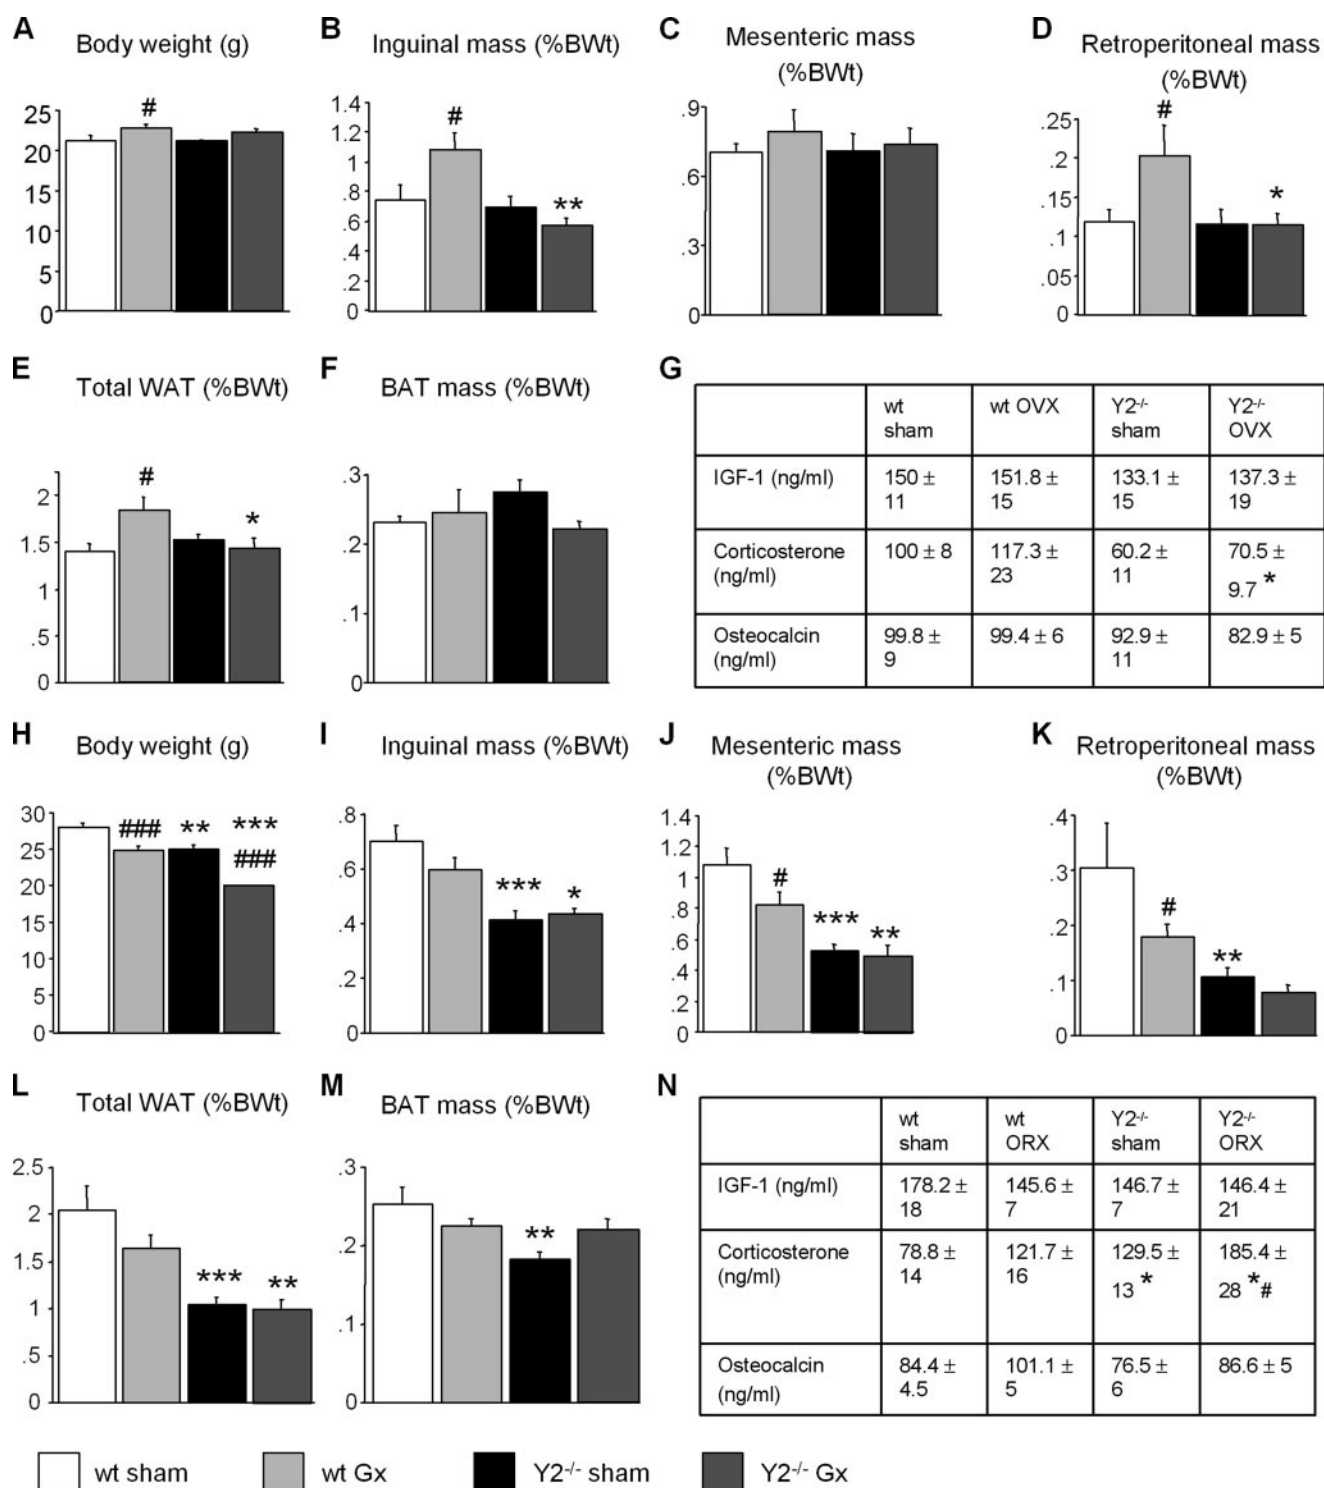 A Body weight (g)
B Inguinal mass (%BWt)
C Mesenteric mass
(%BWt)
D Retroperitoneal mass
(%BWt)
25
20
15
10
5
0
#
1.4
1.2
1
.8
.6
.4
.2
0
#
**
.9
.6
.3
0
.25
.2
.15
.1
.05
0
#
*
E Total WAT (%BWt)
F BAT mass (%BWt)
G
2
1.5
1
.5
0
#
*
.3
.2
.1
0
wt sham
wt OVX
Y2-/- sham
Y2-/- OVX
IGF-1 (ng/ml) 150 ± 11 151.8 ± 15 133.1 ± 15 137.3 ± 19
Corticosterone (ng/ml) 100 ± 8 117.3 ± 23 60.2 ± 11 70.5 ± 9.7 *
Osteocalcin (ng/ml) 99.8 ± 9 99.4 ± 6 92.9 ± 11 82.9 ± 5
H Body weight (g)
I Inguinal mass (%BWt)
J Mesenteric mass
(%BWt)
K Retroperitoneal mass
(%BWt)
30
25
20
15
10
5
0
###
**
***
###
.8
.6
.4
.2
0
***
*
1.4
1.2
1
.8
.6
.4
.2
0
#
***
**
.4
.3
.2
.1
0
#
**
L Total WAT (%BWt)
M BAT mass (%BWt)
N
2.5
2
1.5
1
.5
0
***
**
.3
.2
.1
0
**
wt sham
wt ORX
Y2-/- sham
Y2-/- ORX
IGF-1 (ng/ml) 178.2 ± 18 145.6 ± 7 146.7 ± 7 146.4 ± 21
Corticosterone (ng/ml) 78.8 ± 14 121.7 ± 16 129.5 ± 13 * 185.4 ± 28 *#
Osteocalcin (ng/ml) 84.4 ± 4.5 101.1 ± 5 76.5 ± 6 86.6 ± 5
wt sham
wt Gx
Y2-/- sham
Y2-/- Gx